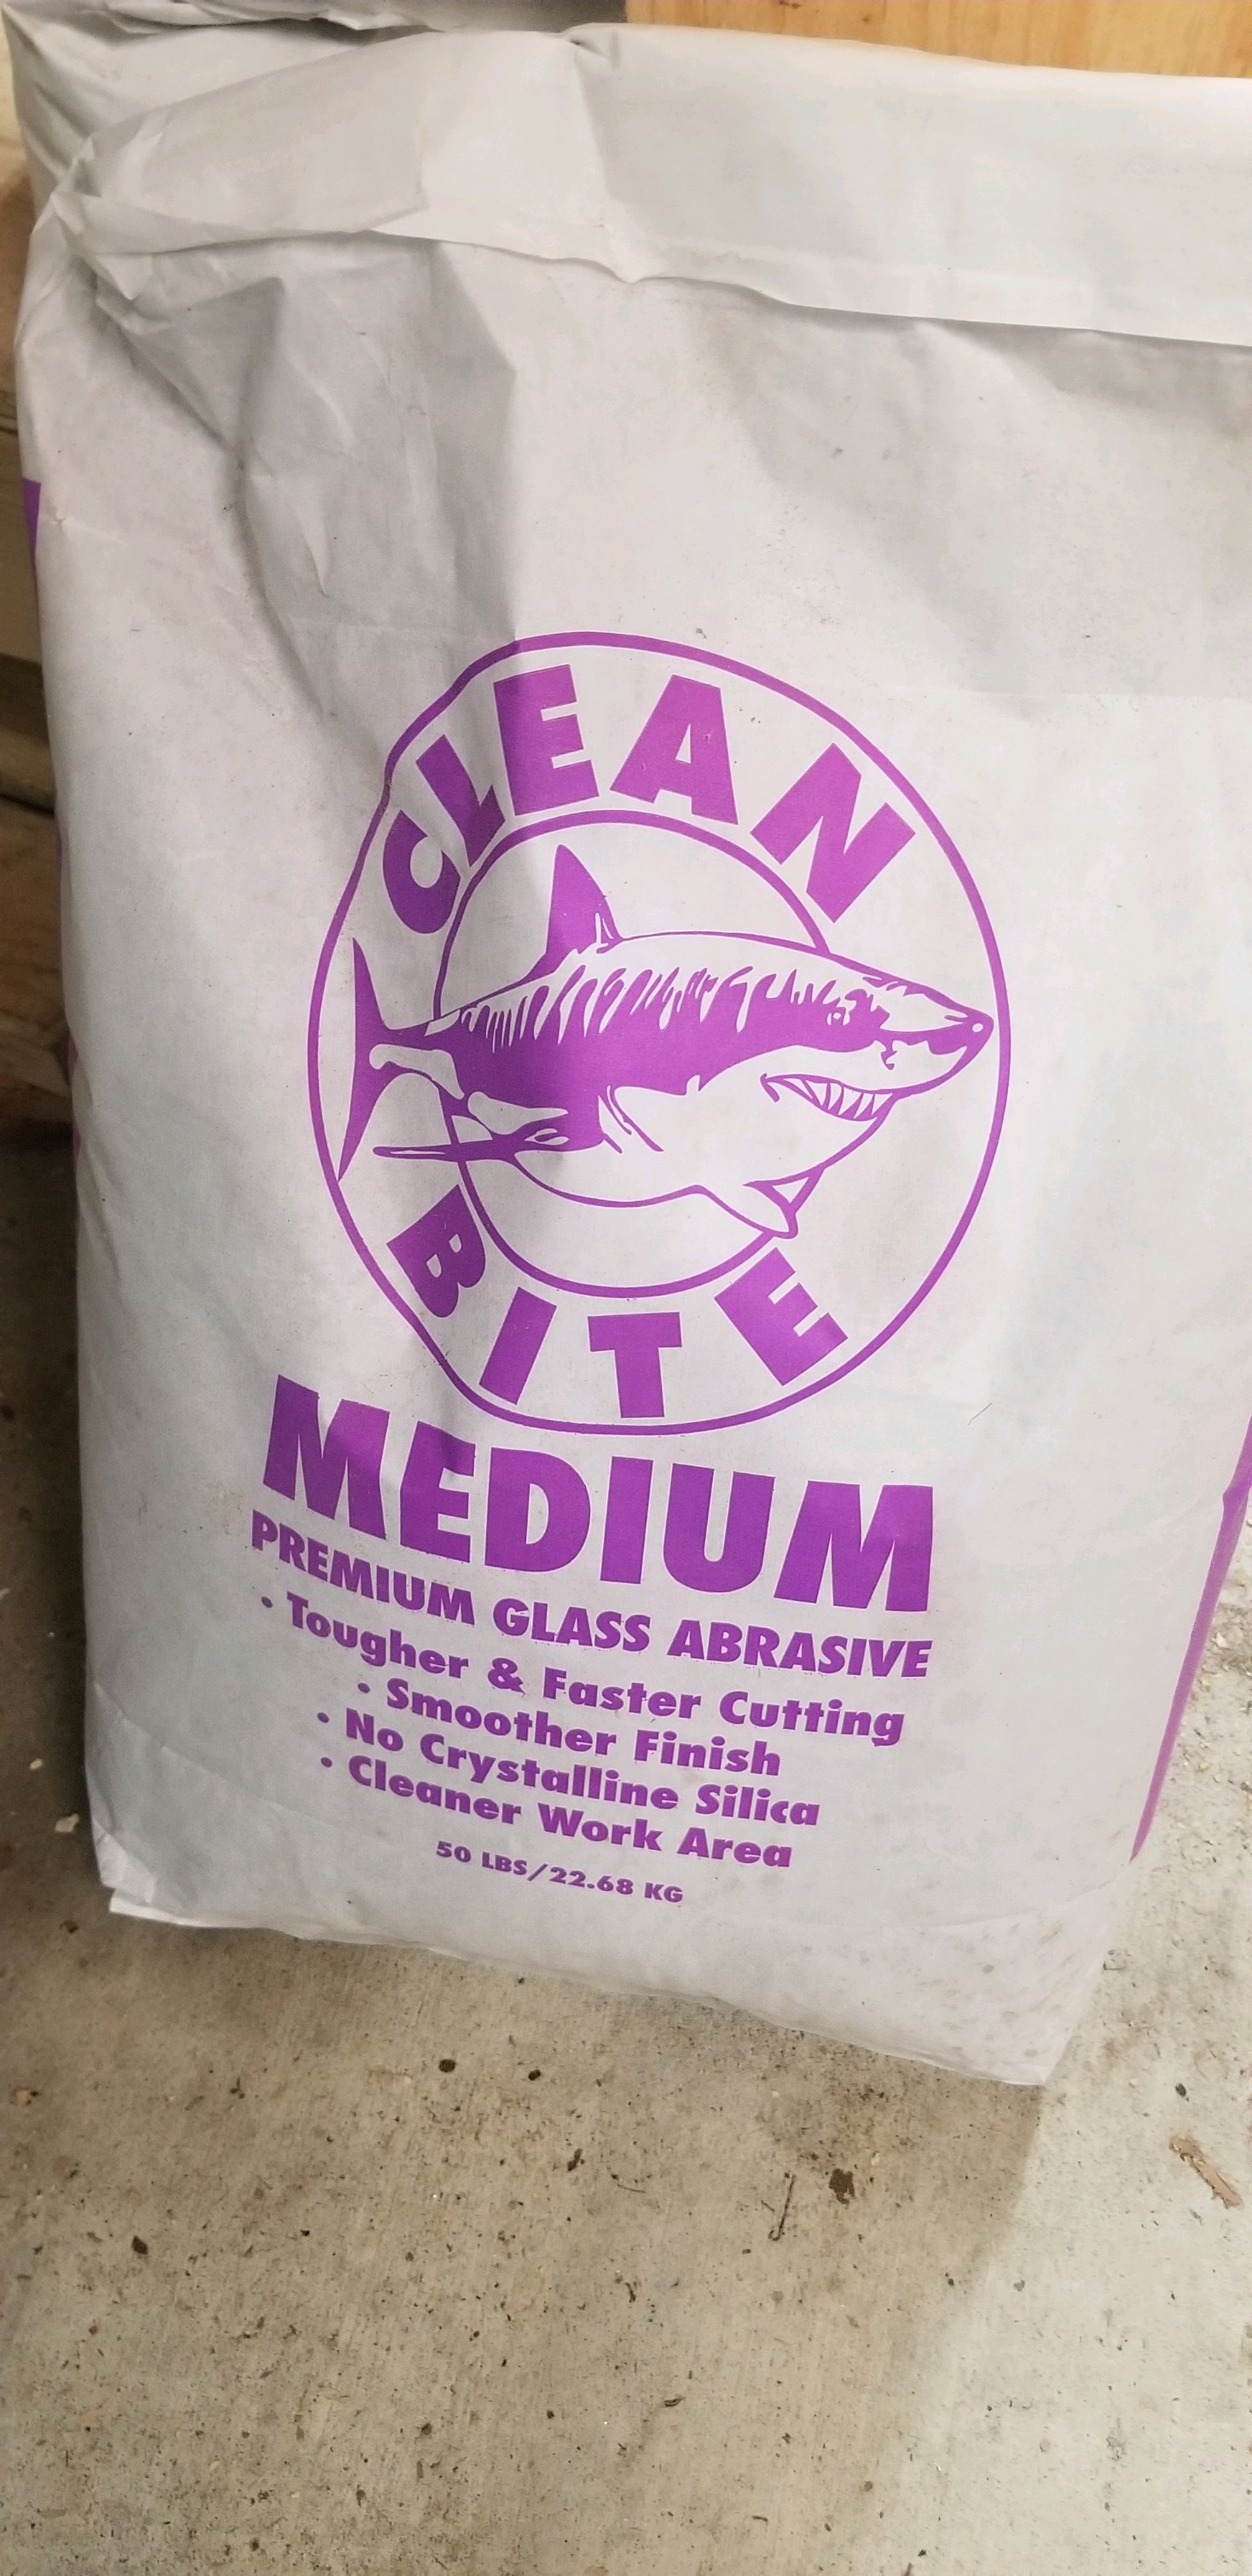 CLEAN
BITE
MEDIUM
PREMIUM GLASS ABRASIVE
• Tougher & Faster Cutting
• Smoother Finish
• No Crystalline Silica
• Cleaner Work Area
50 LBS/22.68 KG